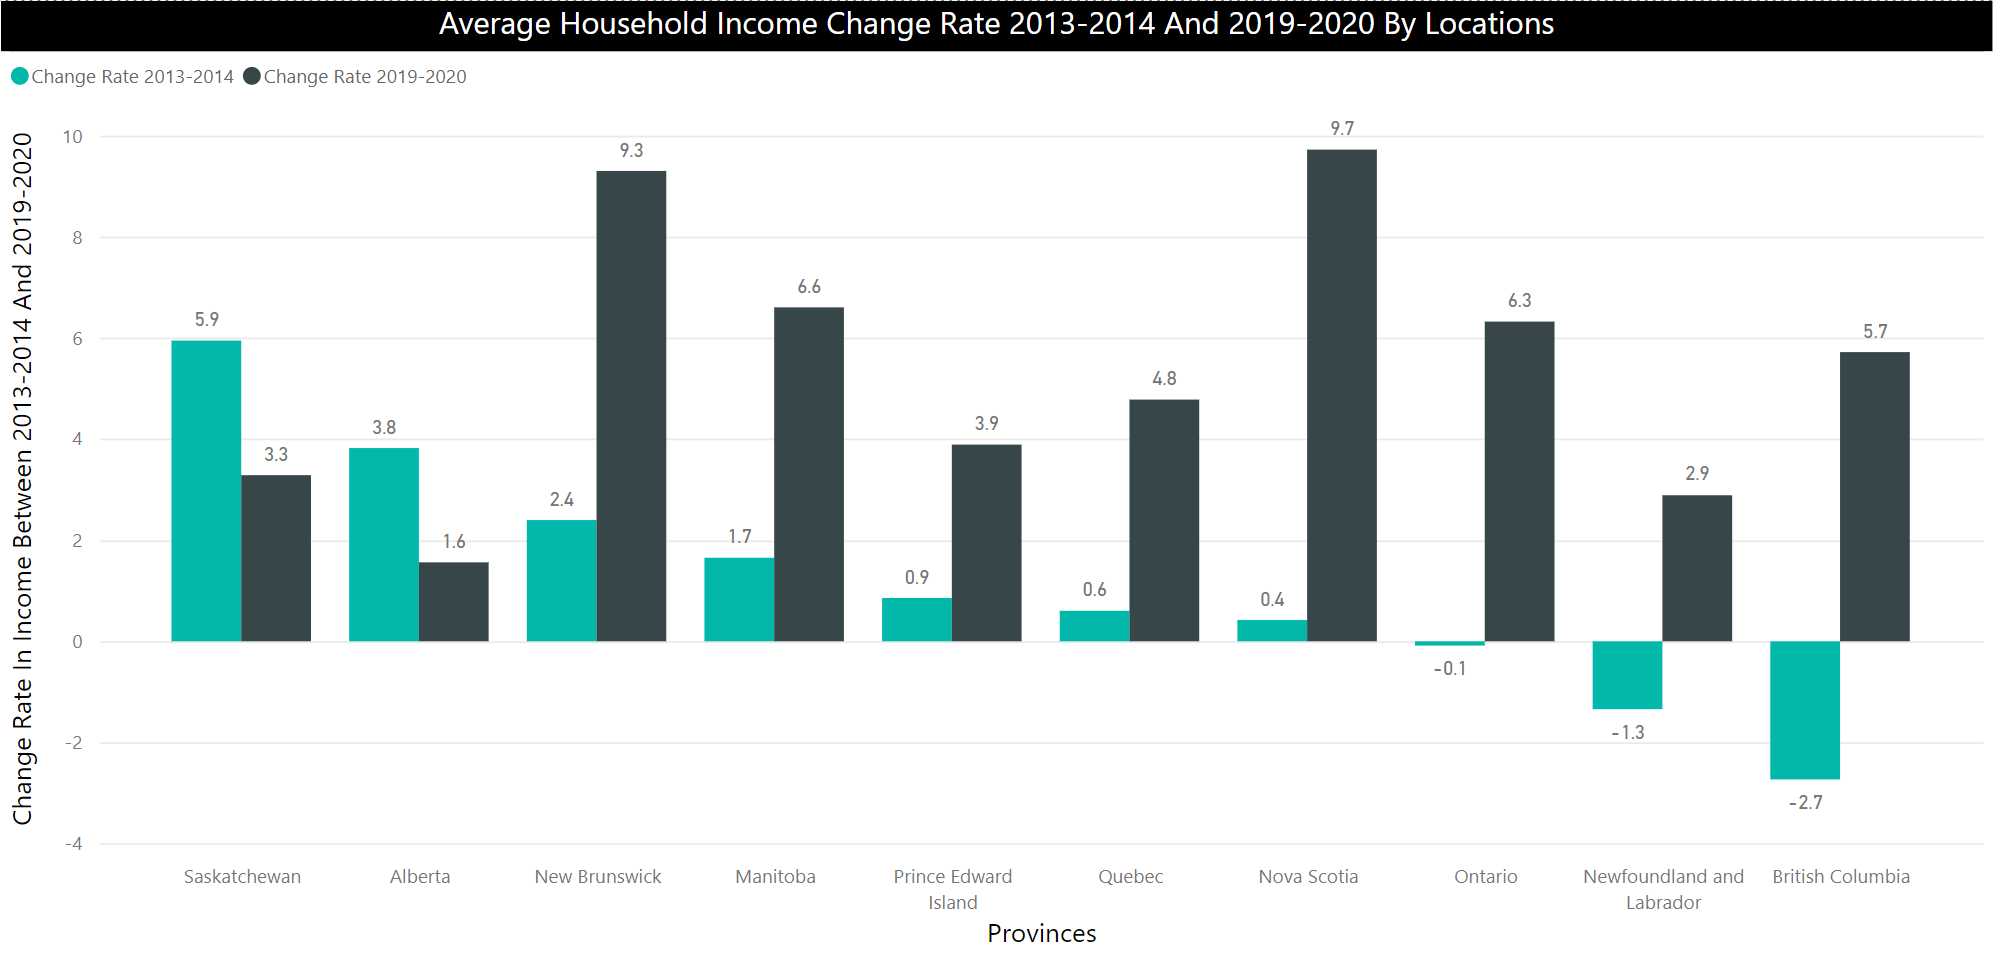 Average Household Income Change Rate 2013-2014 And 2019-2020 By Locations
Change Rate 2013-2014 Change Rate 2019-2020
Change Rate In Income Between 2013-2014 And 2019-2020
10
8
6
4
2
0
-2
-4
5.9
3.3
3.8
1.6
2.4
9.3
1.7
6.6
0.9
3.9
0.6
4.8
0.4
9.7
-0.1
6.3
-1.3
2.9
-2.7
5.7
Saskatchewan
Alberta
New Brunswick
Manitoba
Prince Edward
Island
Quebec
Nova Scotia
Ontario
Newfoundland and
Labrador
British Columbia
Provinces